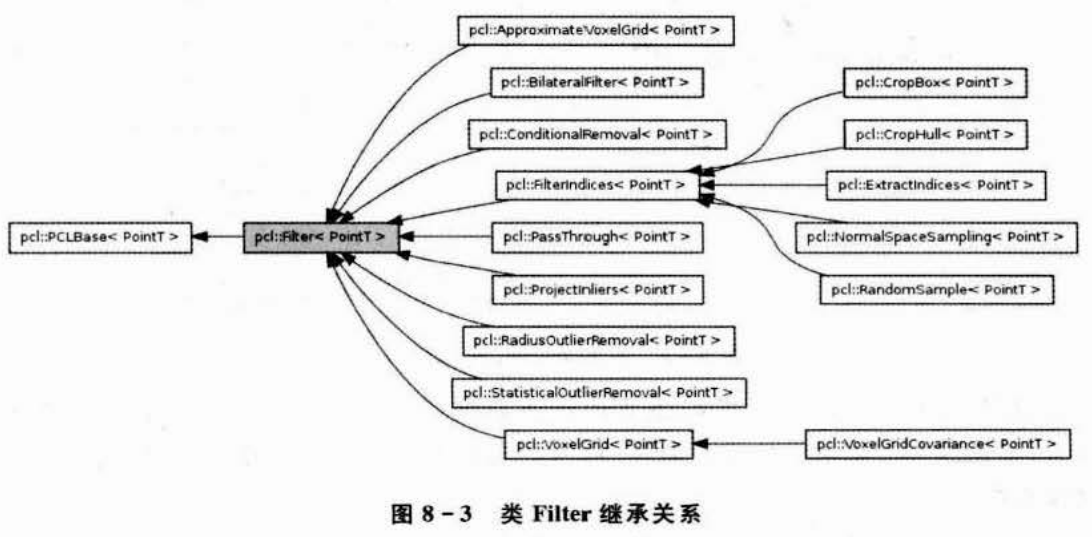 pcl::ApproximateVoxelGrid< PointT >
pcl::BilateralFilter< PointT >
pcl::CropBox< PointT >
pcl::ConditionalRemoval< PointT >
pcl::CropHull< PointT >
pcl::FilterIndices< PointT >
pcl::ExtractIndices< PointT >
pcl::PCLBase< PointT >
pcl::Filter< PointT >
pcl::PassThrough< PointT >
pcl::NormalSpaceSampling< PointT >
pcl::ProjectInliers< PointT >
pcl::RandomSample< PointT >
pcl::RadiusOutlierRemoval< PointT >
pcl::StatisticalOutlierRemoval< PointT >
pcl::VoxelGrid< PointT >
pcl::VoxelGridCovariance< PointT >
图 8-3 类 Filter 继承关系